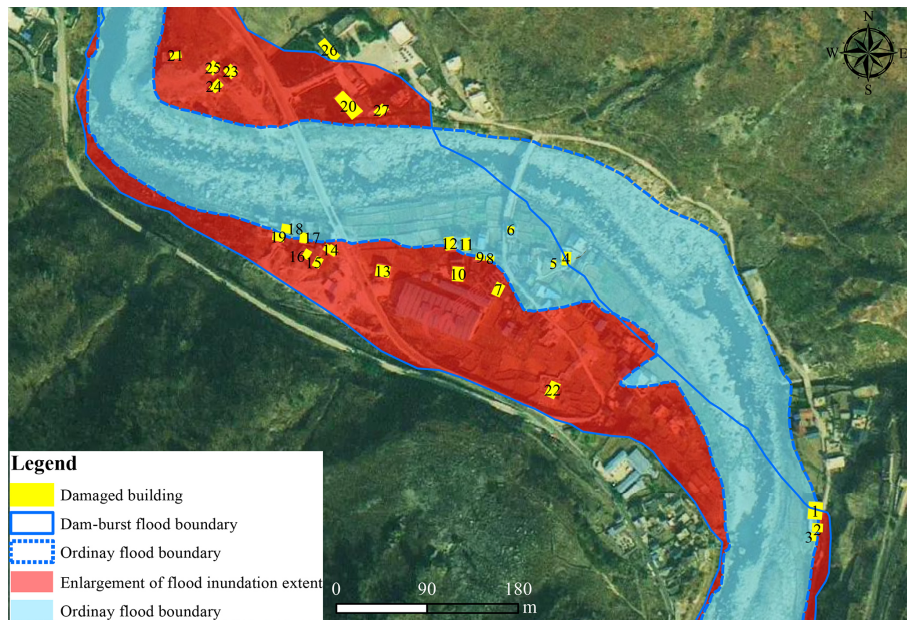 N
W E
S
21
25
23
24
26
20
27
18
19
17
16
15
14
13
12
11
10
9
8
7
6
5
4
22
1
2
3
Legend
Damaged building
Dam-burst flood boundary
Ordinay flood boundary
Enlargement of flood inundation extent
Ordinay flood boundary
0 90 180
m